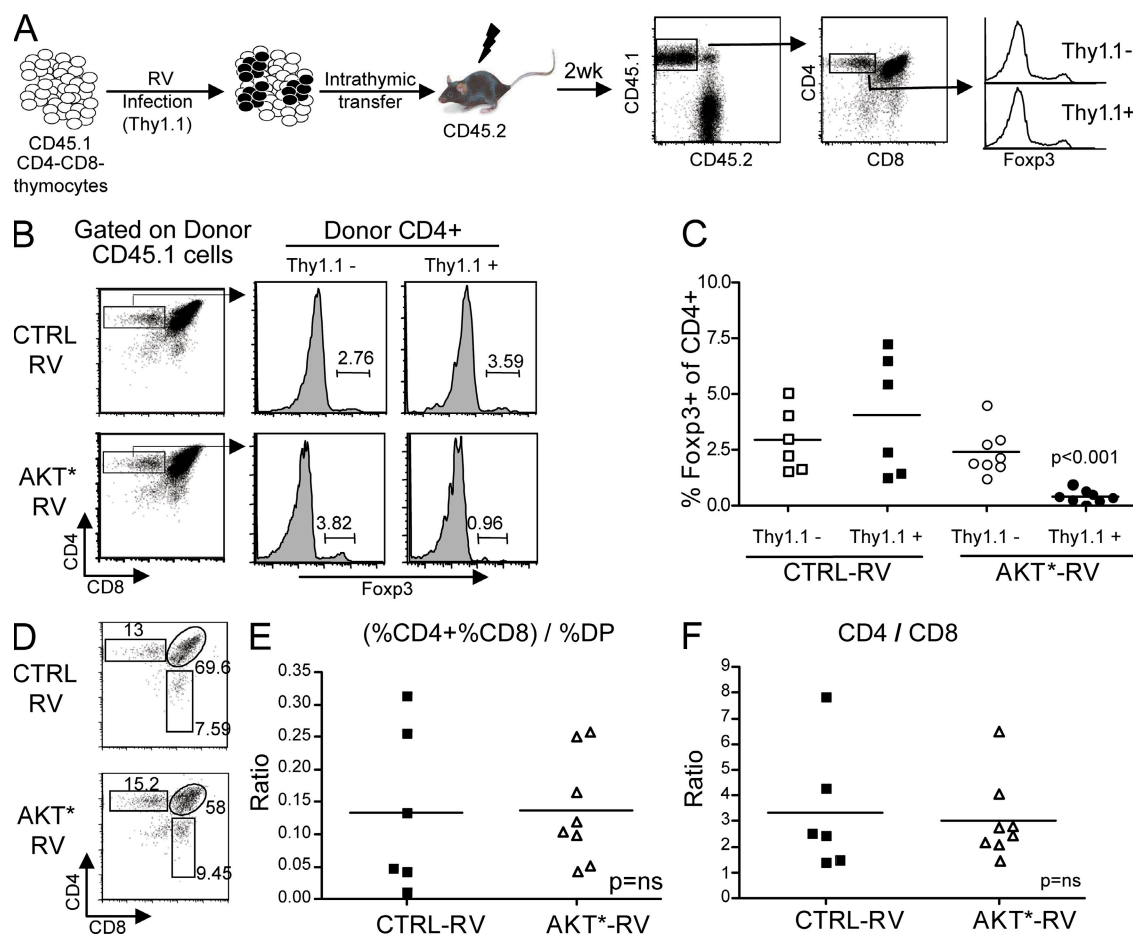 A
CD45.1
CD4-CD8-
thymocytes
RV
Infection
(Thy1.1)
Intrathymic
transfer
CD45.2
2wk
CD45.1
CD45.2
CD4
CD8
Thy1.1-
Thy1.1+
Foxp3
B
Gated on Donor
CD45.1 cells
Donor CD4+
Thy1.1 -
Thy1.1 +
CTRL
RV
2.76
3.59
AKT*
RV
3.82
0.96
CD4
CD8
Foxp3
C
% Foxp3+ of CD4+
10.0
7.5
5.0
2.5
0.0
p<0.001
Thy1.1 -
Thy1.1 +
Thy1.1 -
Thy1.1 +
CTRL-RV
AKT*-RV
D
CTRL
RV
13
69.6
7.59
AKT*
RV
15.2
58
9.45
CD4
CD8
E
(%CD4+%CD8) / %DP
Ratio
0.35
0.30
0.25
0.20
0.15
0.10
0.05
0.00
p=ns
CTRL-RV
AKT*-RV
F
CD4 / CD8
Ratio
9
8
7
6
5
4
3
2
1
0
p=ns
CTRL-RV
AKT*-RV